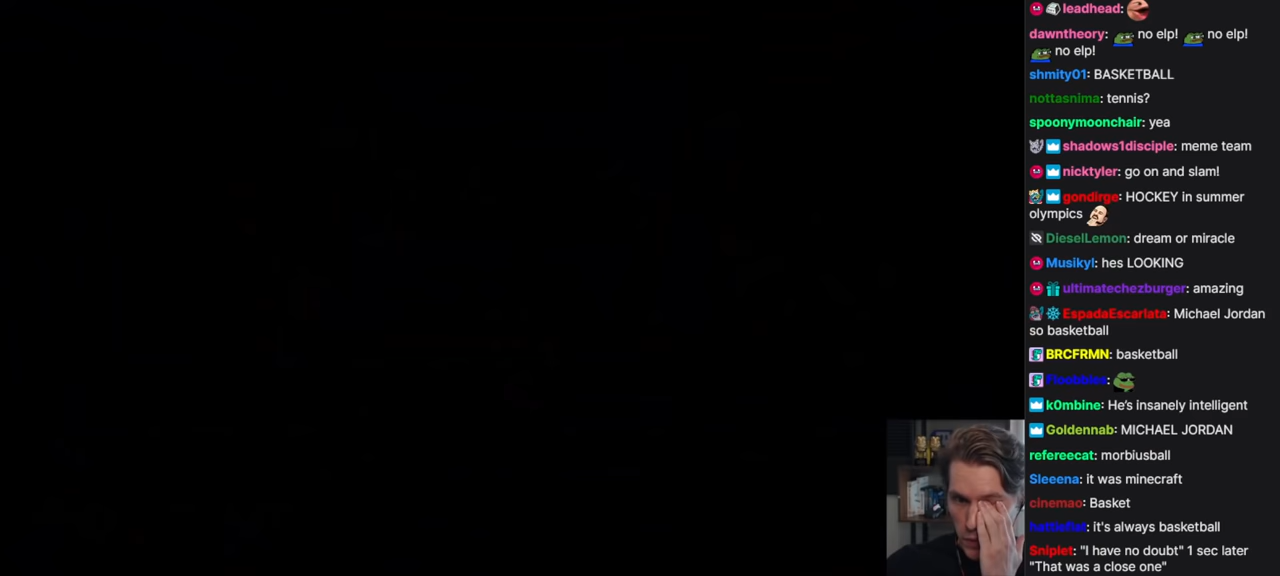 leadhead:
dawntheory: no elp! no elp!
no elp!
shmity01: BASKETBALL
nottasnima: tennis?
spoonymoonchair: yea
shadows1disciple: meme team
nicktyler: go on and slam!
gondirge: HOCKEY in summer
olympics
DieselLemon: dream or miracle
Musikyl: hes LOOKING
ultimatechezburger: amazing
EspadaEscarlata: Michael Jordan
so basketball
BRCFRMN: basketball
Floobbies:
k0mbine: He's insanely intelligent
Goldennab: MICHAEL JORDAN
refereecat: morbiusball
Sleeena: it was minecraft
cinemao: Basket
: it's always basketball
Sniplet: "I have no doubt" 1 sec later
"That was a close one"